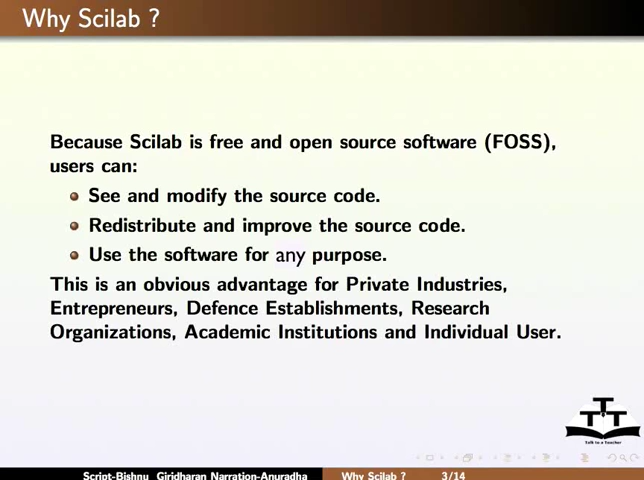 Why Scilab ?
Because Scilab is free and open source software (FOSS),
users can:
See and modify the source code.
Redistribute and improve the source code.
Use the software for any purpose.
This is an obvious advantage for Private Industries,
Entrepreneurs, Defence Establishments, Research
Organizations, Academic Institutions and Individual User.
TTT
Talk to a Teacher
Script-Bishnu Giridharan Narration-Anuradha Why Scilab ? 3/14